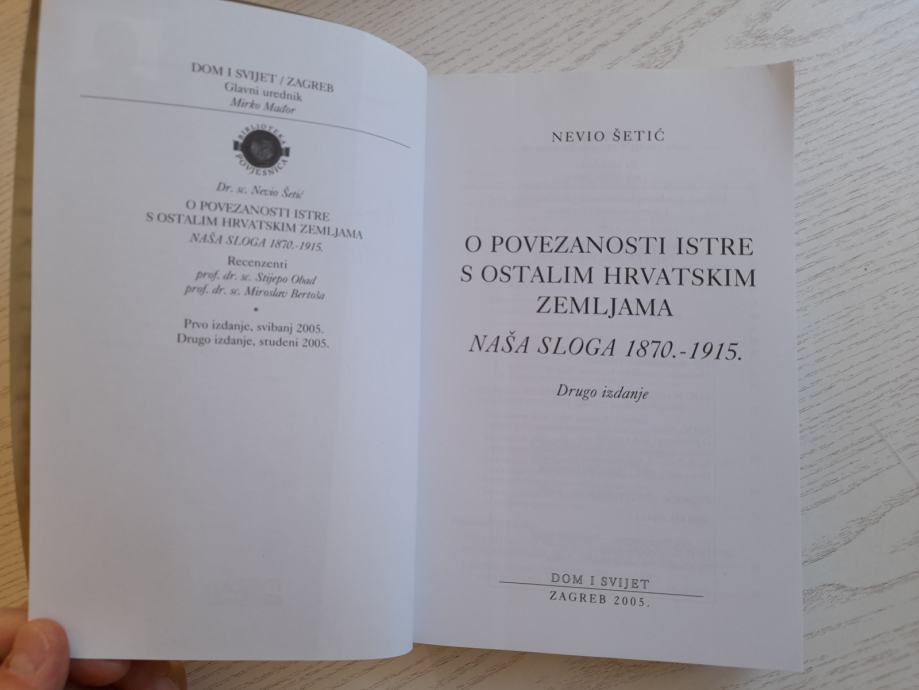 DOM I SVIJET / ZAGREB
Glavni urednik
Mirko Mađor
BIBLIOTEKA
POVJESNICA
Dr. sc. Nevio Šetić
O POVEZANOSTI ISTRE
S OSTALIM HRVATSKIM ZEMLJAMA
NAŠA SLOGA 1870.-1915.
Recenzenti
prof. dr. sc. Stijepo Obad
prof. dr. sc. Miroslav Bertoša
*
Prvo izdanje, svibanj 2005.
Drugo izdanje, studeni 2005.
NEVIO ŠETIĆ
O POVEZANOSTI ISTRE
S OSTALIM HRVATSKIM
ZEMLJAMA
NAŠA SLOGA 1870.-1915.
Drugo izdanje
DOM I SVIJET
ZAGREB 2005.